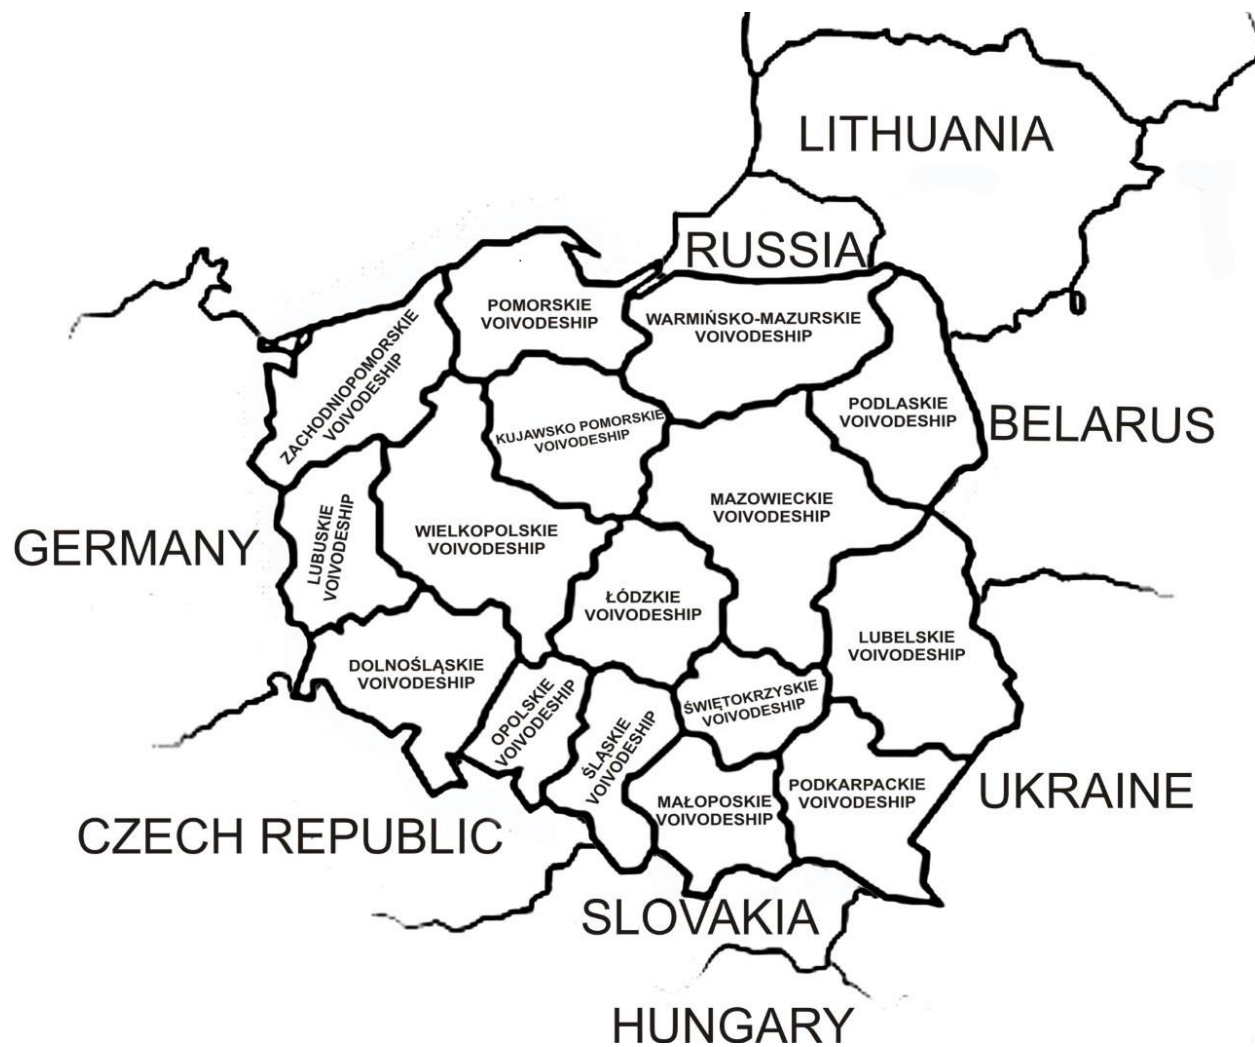 LITHUANIA
RUSSIA
POMORSKIE
VOIVODESHIP
WARMIŃSKO-MAZURSKIE
VOIVODESHIP
ZACHODNIOPOMORSKIE
VOIVODESHIP
KUJAWSKO POMORSKIE
VOIVODESHIP
PODLASKIE
VOIVODESHIP
BELARUS
MAZOWIECKIE
VOIVODESHIP
GERMANY
LUBUSKIE
VOIVODESHIP
WIELKOPOLSKIE
VOIVODESHIP
ŁÓDZKIE
VOIVODESHIP
LUBELSKIE
VOIVODESHIP
DOLNOŚLĄSKIE
VOIVODESHIP
OPOLSKIE
VOIVODESHIP
ŚLĄSKIE
VOIVODESHIP
ŚWIĘTOKRZYSKIE
VOIVODESHIP
MAŁOPOSKIE
VOIVODESHIP
PODKARPACKIE
VOIVODESHIP
UKRAINE
CZECH REPUBLIC
SLOVAKIA
HUNGARY